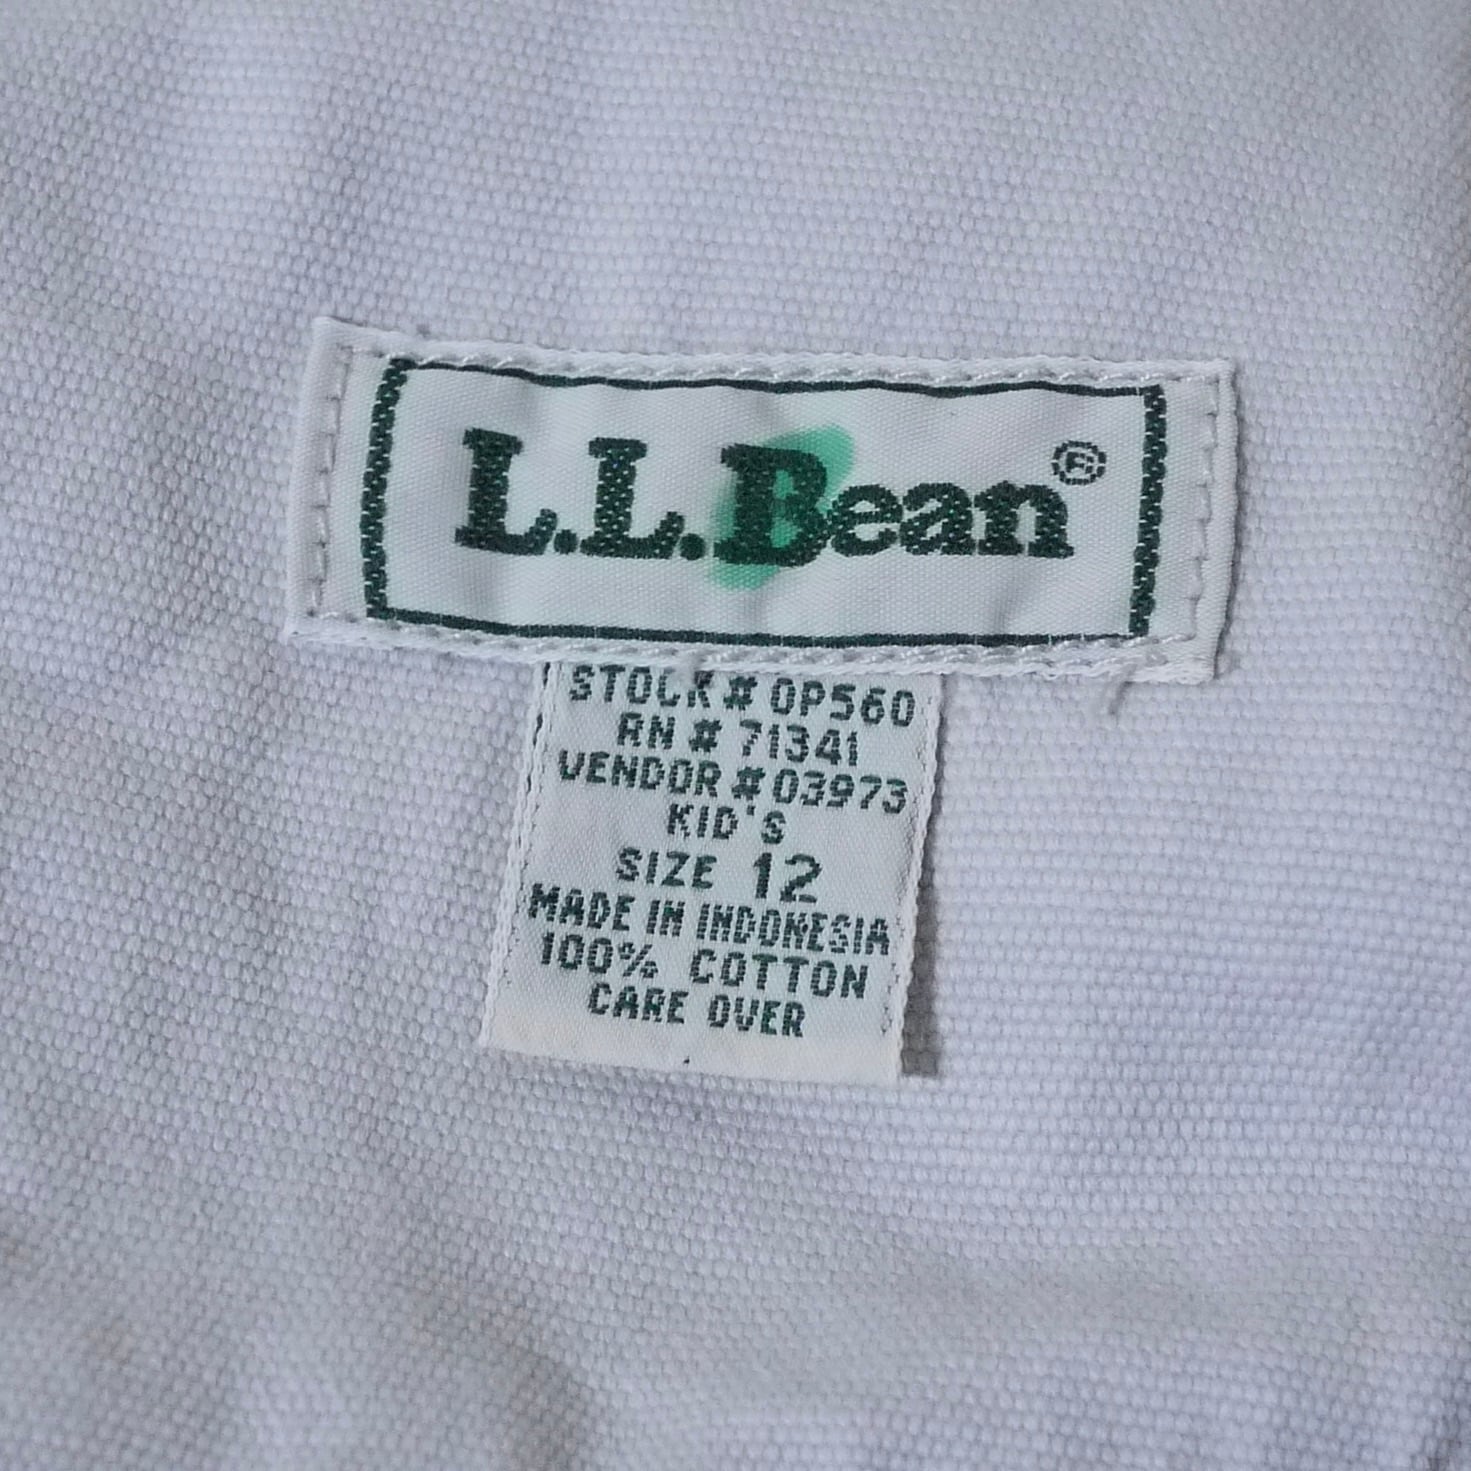 L.L.Bean®
STOCK # 0P560
RN # 71341
VENDOR # 03973
KID'S
SIZE 12
MADE IN INDONESIA
100% COTTON
CARE OVER